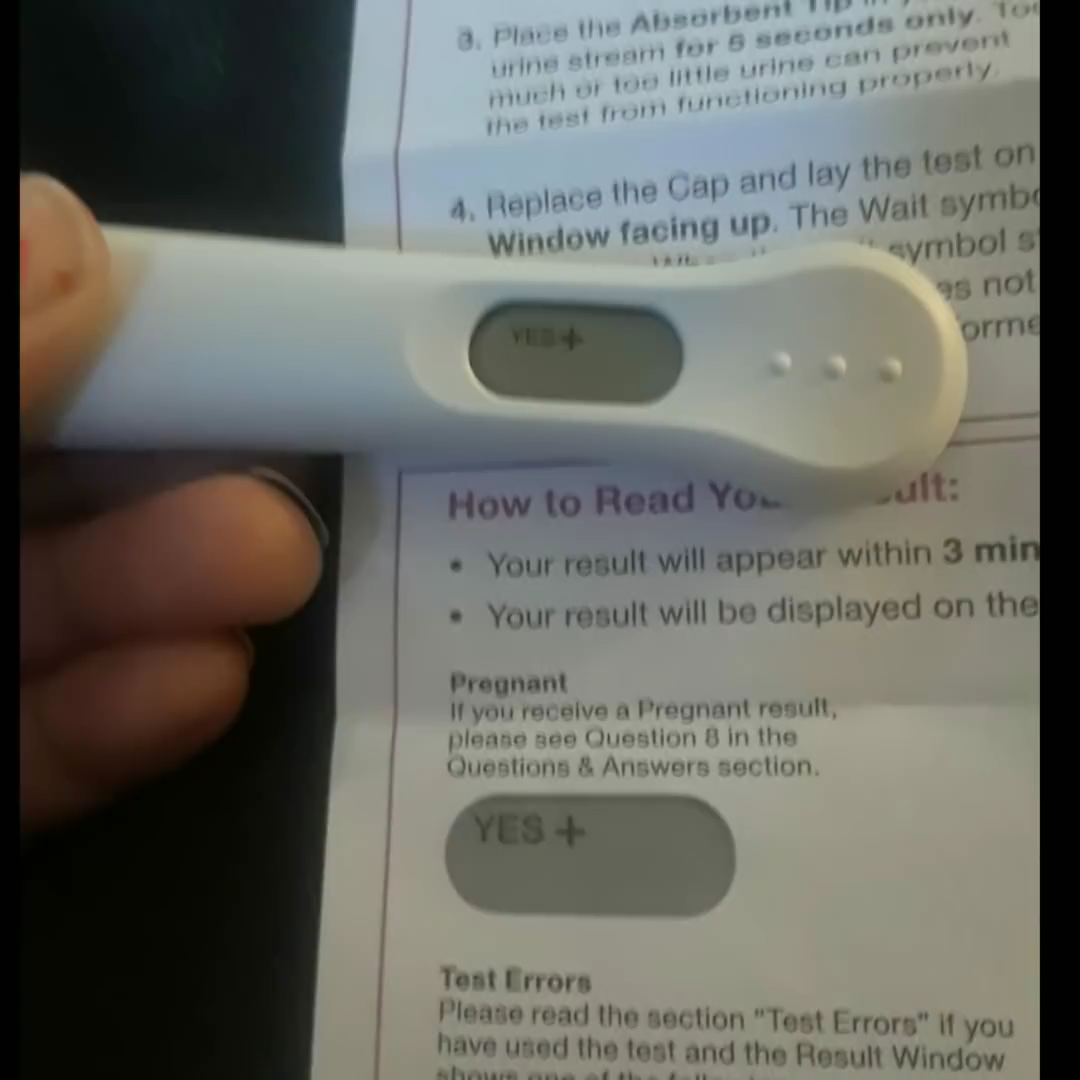 3. Place the Absorbent Tip
urine stream for 5 seconds only. Too
much or too little urine can prevent
the test from functioning properly.
4. Replace the Cap and lay the test on
Window facing up. The Wait symbo
symbol s
es not
orme
YES+
How to Read You ult:
• Your result will appear within 3 min
• Your result will be displayed on the
Pregnant
If you receive a Pregnant result,
please see Question 8 in the
Questions & Answers section.
YES +
Test Errors
Please read the section "Test Errors" if you
have used the test and the Result Window
shows one of the